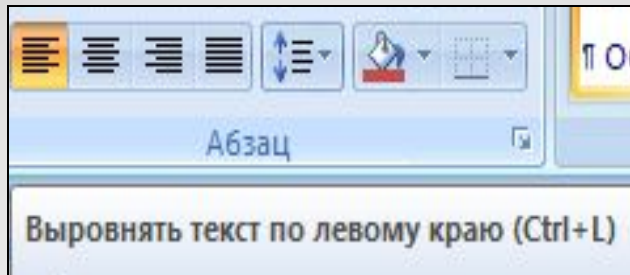 ¶ О
Абзац
Выровнять текст по левому краю (Ctrl+L)